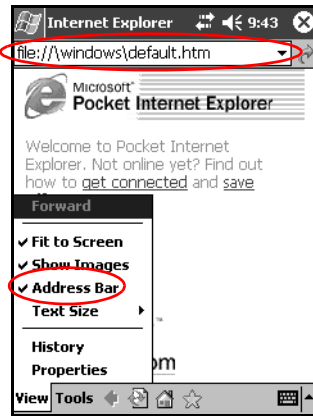 Internet Explorer 9:43
file://\windows\default.htm
Microsoft®
Pocket Internet Explorer
Welcome to Pocket Internet
Explorer. Not online yet? Find out
how to get connected and save
Forward
Fit to Screen
Show Images
Address Bar
Text Size
™
History
om
Properties
View Tools